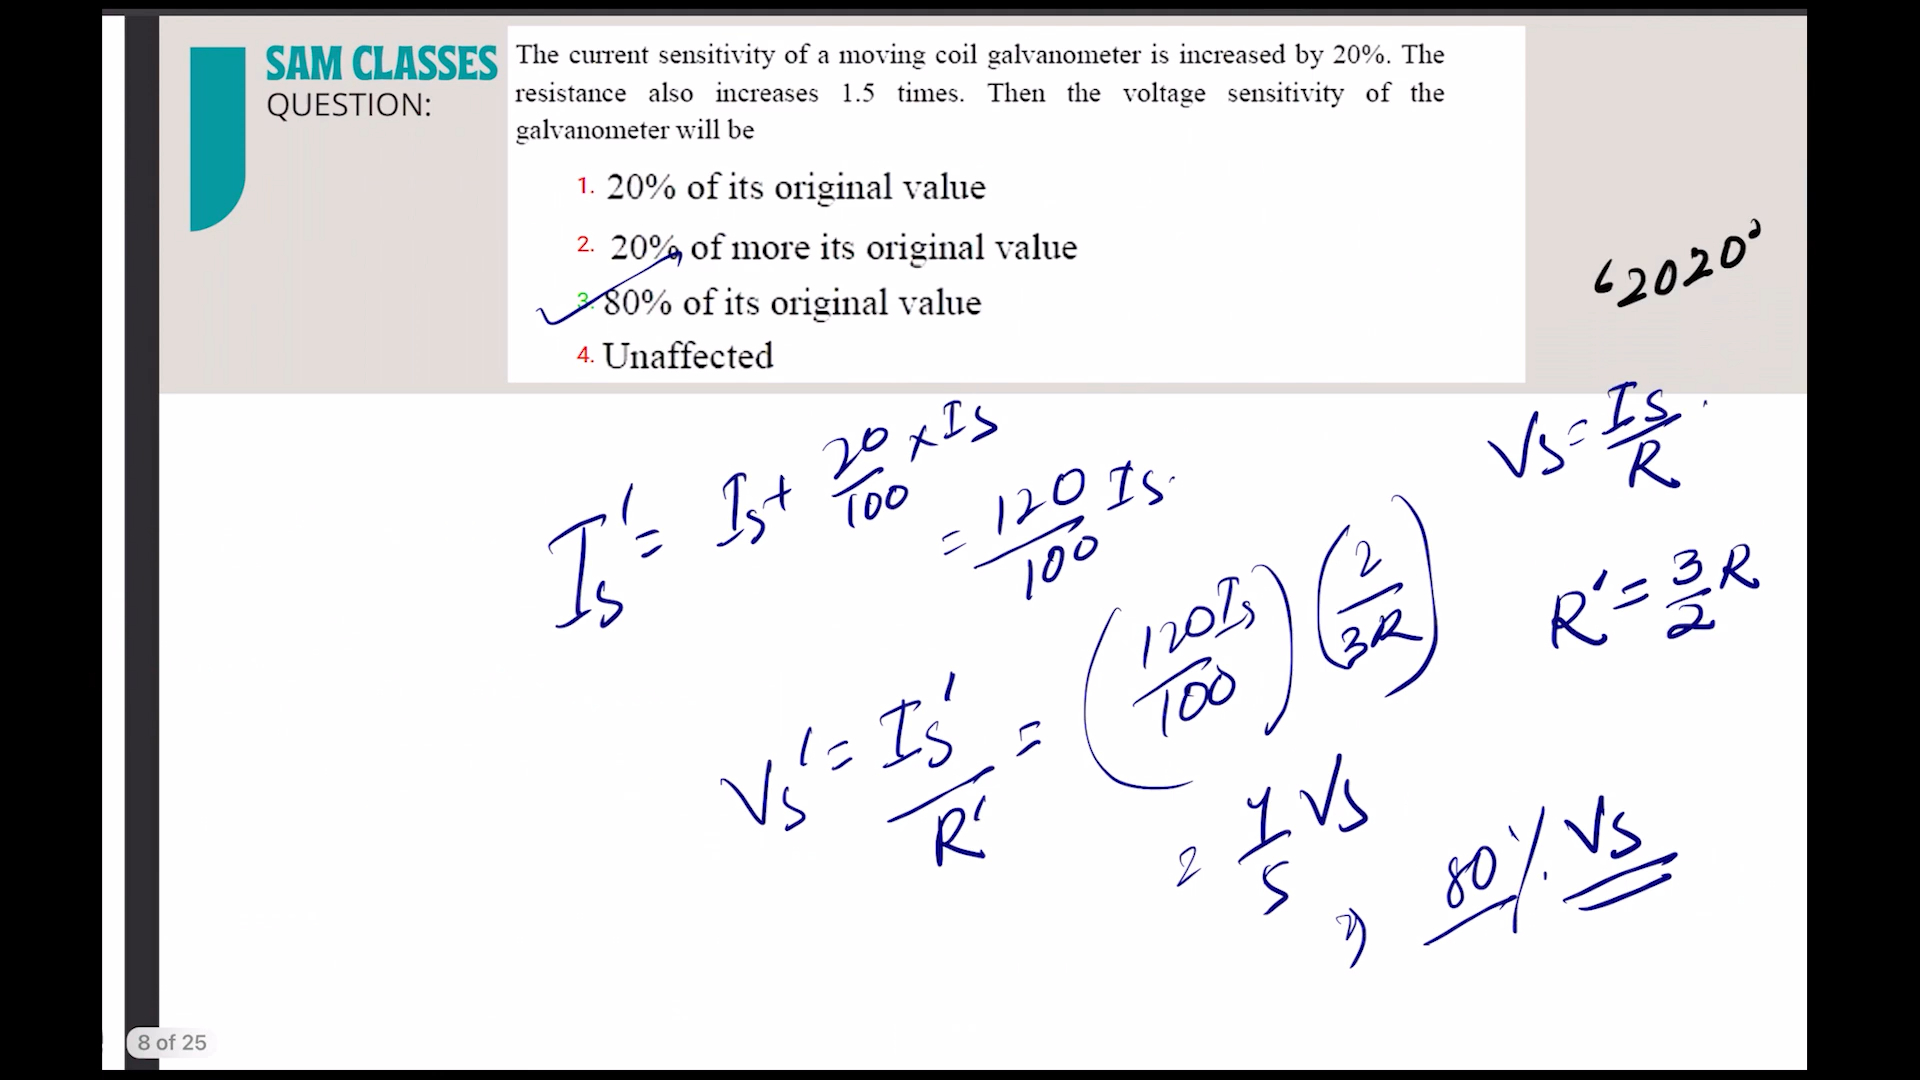 SAM CLASSES
QUESTION:
The current sensitivity of a moving coil galvanometer is increased by 20%. The
resistance also increases 1.5 times. Then the voltage sensitivity of the
galvanometer will be
1. 20% of its original value
2. 20% of more its original value
3. 80% of its original value
4. Unaffected
‘2020’
Vs = Is/R
Is' = Is + 20/100 × Is
= 120/100 Is
R' = 3/2 R
Vs' = Is'/R' = (120Is/100) (2/3R)
= 4/5 Vs
⇒ 80% Vs
8 of 25